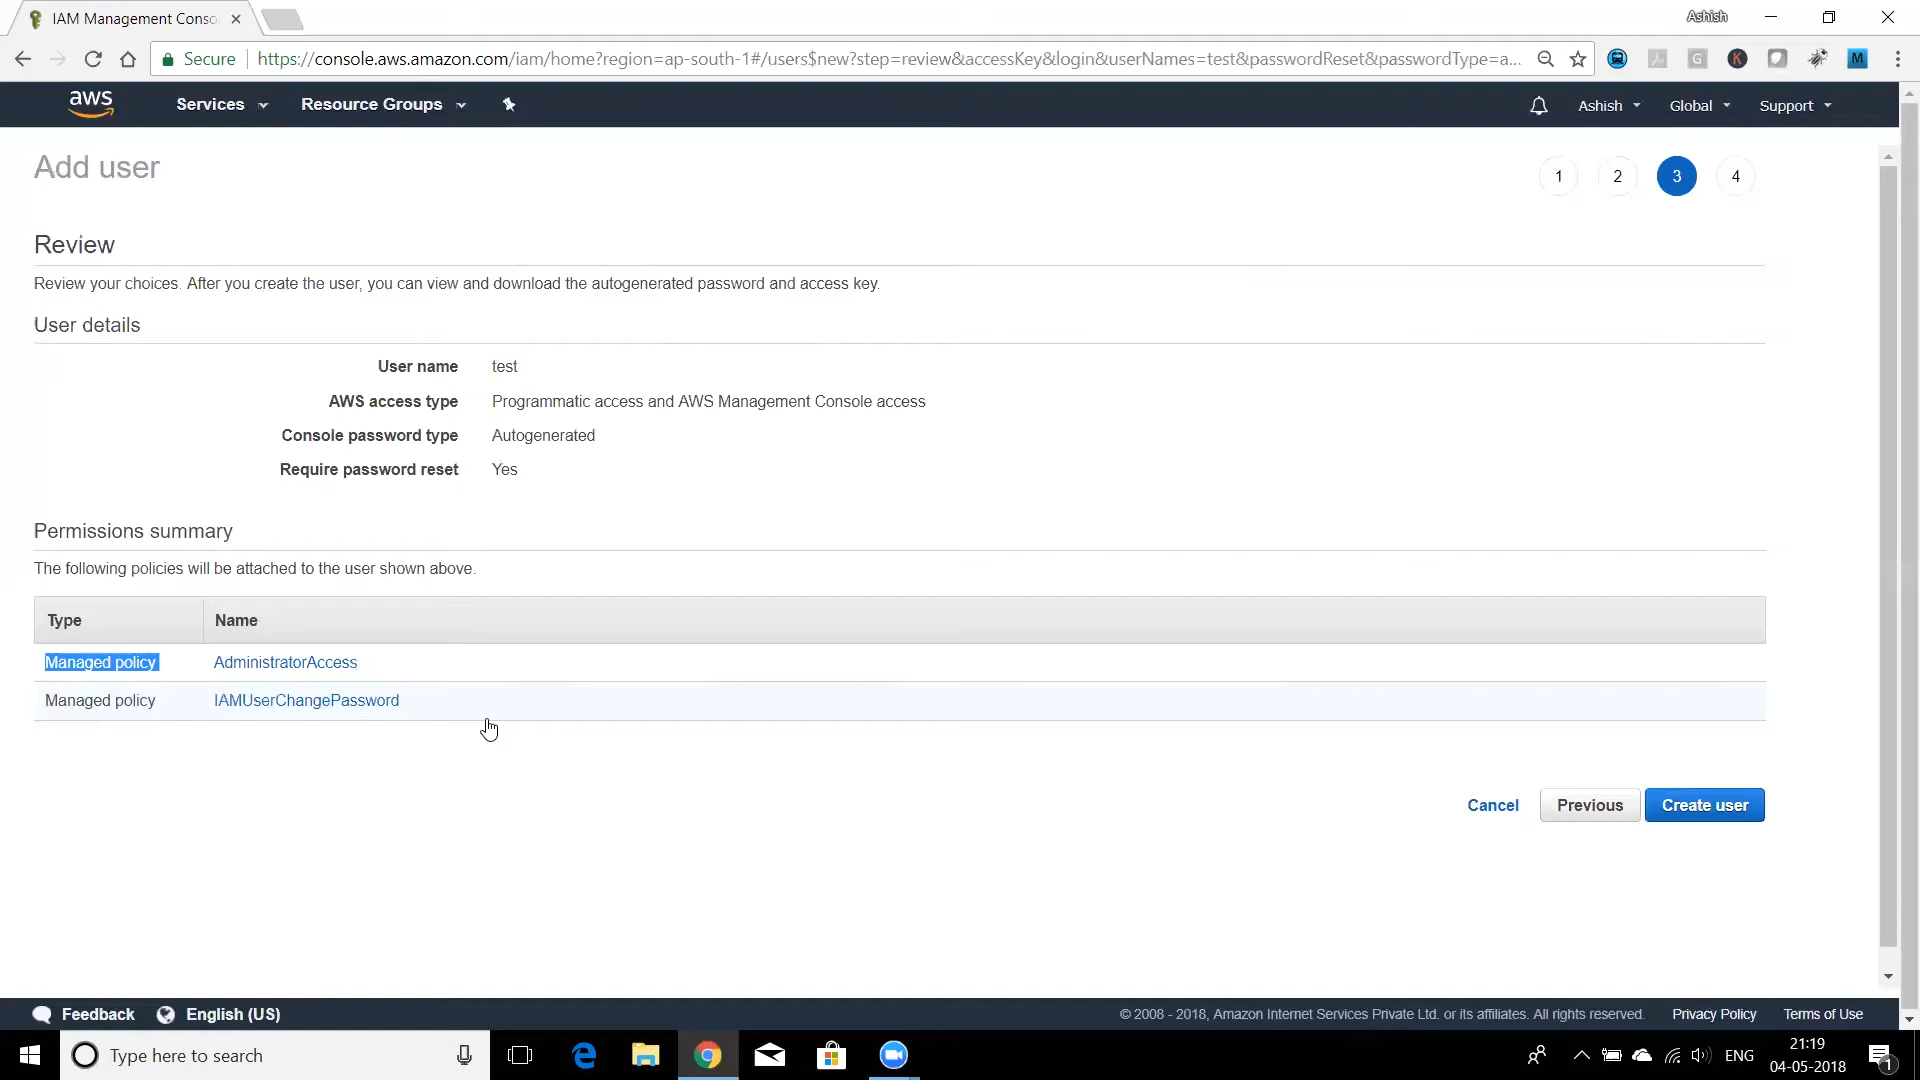 IAM Management Conso
Ashish
Secure
https://console.aws.amazon.com/iam/home?region=ap-south-1#/users$new?step=review&accessKey&login&userNames=test&passwordReset&passwordType=a...
aws
Services
Resource Groups
Ashish
Global
Support
Add user
1
2
3
4
Review
Review your choices. After you create the user, you can view and download the autogenerated password and access key.
User details
User name test
AWS access type Programmatic access and AWS Management Console access
Console password type Autogenerated
Require password reset Yes
Permissions summary
The following policies will be attached to the user shown above.
Type Name
Managed policy AdministratorAccess
Managed policy IAMUserChangePassword
Cancel
Previous
Create user
Feedback
English (US)
© 2008 - 2018, Amazon Internet Services Private Ltd. or its affiliates. All rights reserved.
Privacy Policy
Terms of Use
Type here to search
ENG
21:19
04-05-2018
1